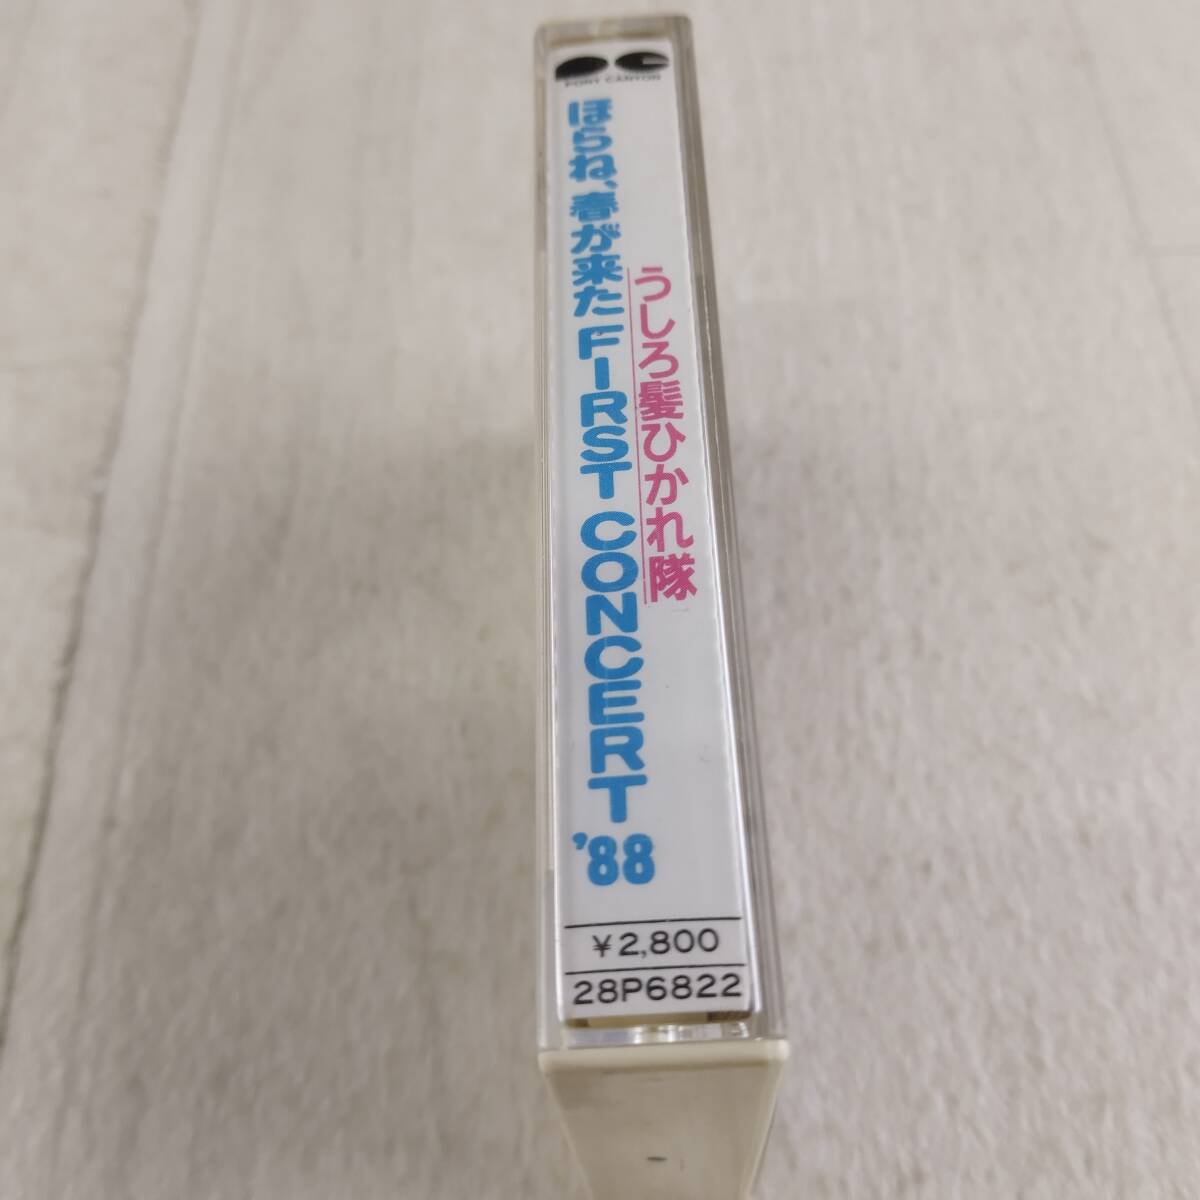 PONY CANYON
ほらね、春が来た FIRST CONCERT '88
うしろ髪ひかれ隊
¥2,800
28P6822